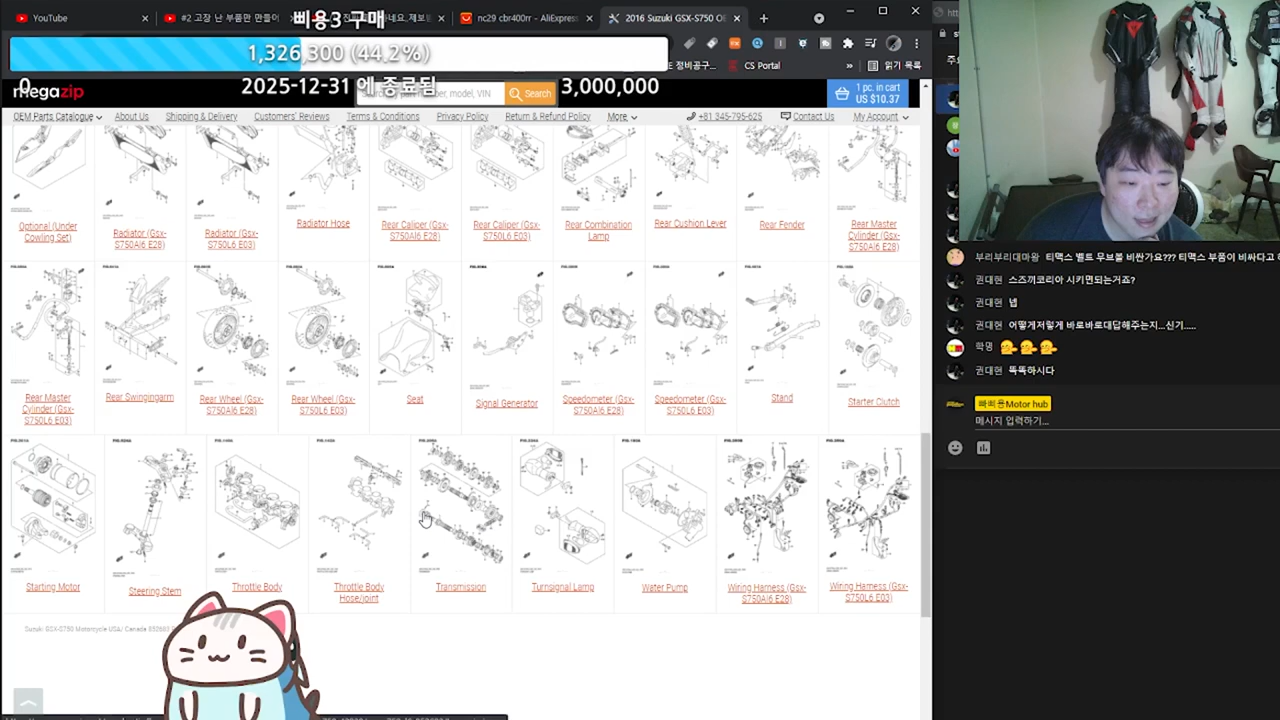 YouTube
#2 고장 난 부품만 만들어
nc29 cbr400rr - AliExpress
2016 Suzuki GSX-S750 OE
삐용3 구매
1,326,300 (44.2%)
CS Portal
읽기 목록
0
2025-12-31 에 종료됨
3,000,000
megazip
Search
1 pc. in cart
US $10.37
OEM Parts Catalogue
About Us
Shipping & Delivery
Customers' Reviews
Terms & Conditions
Privacy Policy
Return & Refund Policy
More
+81 345-795-625
Contact Us
My Account
Optional (Under
Cowling Set)
Radiator (Gsx-
S750Al6 E28)
Radiator (Gsx-
S750L6 E03)
Radiator Hose
Rear Caliper (Gsx-
S750Al6 E28)
Rear Caliper (Gsx-
S750L6 E03)
Rear Combination
Lamp
Rear Cushion Lever
Rear Fender
Rear Master
Cylinder (Gsx-
S750Al6 E28)
Rear Master
Cylinder (Gsx-
S750L6 E03)
Rear Swingingarm
Rear Wheel (Gsx-
S750Al6 E28)
Rear Wheel (Gsx-
S750L6 E03)
Seat
Signal Generator
Speedometer (Gsx-
S750Al6 E28)
Speedometer (Gsx-
S750L6 E03)
Stand
Starter Clutch
Starting Motor
Steering Stem
Throttle Body
Throttle Body
Hose/joint
Transmission
Turnsignal Lamp
Water Pump
Wiring Harness (Gsx-
S750Al6 E28)
Wiring Harness (Gsx-
S750L6 E03)
부리부리대마왕 티맥스 벨트 무브볼 비싼가요??? 티맥스 부품이 비싸다고
권대현 스즈끼코리아 시키면되는거죠?
권대현 넵
권대현 어떻게저렇게 바로바로대답해주는지...신기.....
학명
권대현 똑똑하시다
빠삐용Motor hub
메시지 입력하기...